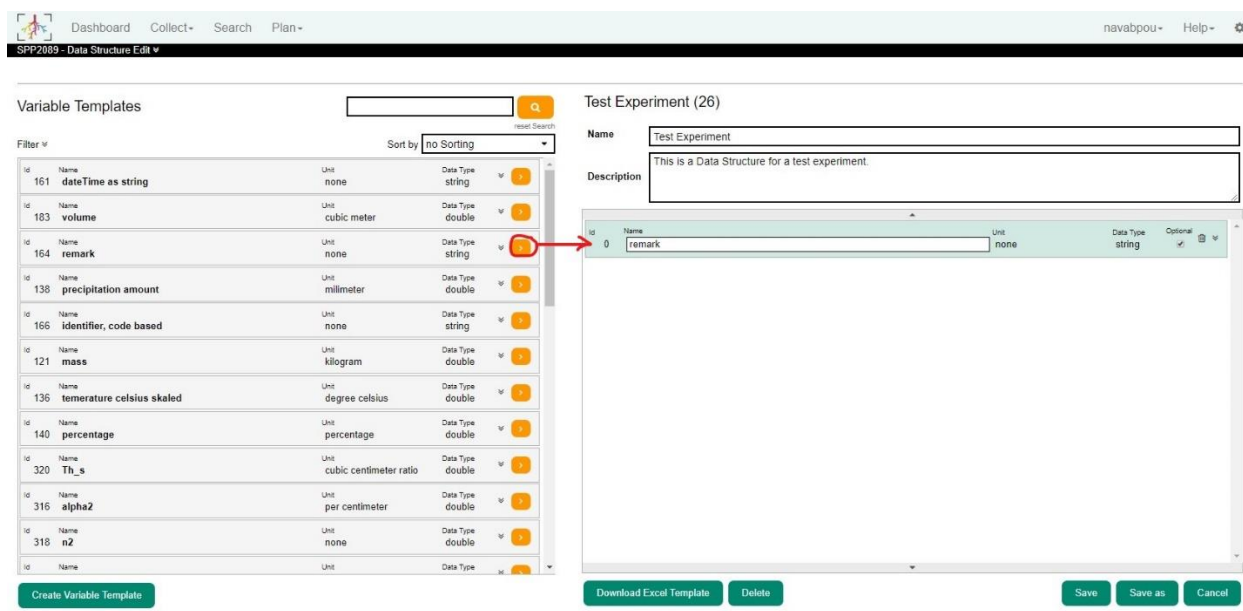 Dashboard Collect Search Plan navabpou Help
SPP2089 - Data Structure Edit
Variable Templates
reset Search
Filter Sort by no Sorting
Id Name Unit Data Type
161 dateTime as string none string
Id Name Unit Data Type
183 volume cubic meter double
Id Name Unit Data Type
164 remark none string
Id Name Unit Data Type
138 precipitation amount milimeter double
Id Name Unit Data Type
166 identifier, code based none string
Id Name Unit Data Type
121 mass kilogram double
Id Name Unit Data Type
136 temerature celsius skaled degree celsius double
Id Name Unit Data Type
140 percentage percentage double
Id Name Unit Data Type
320 Th_s cubic centimeter ratio double
Id Name Unit Data Type
316 alpha2 per centimeter double
Id Name Unit Data Type
318 n2 none double
Id Name Unit Data Type
Create Variable Template
Test Experiment (26)
Name Test Experiment
Description This is a Data Structure for a test experiment.
Id Name Unit Data Type Optional
0 remark none string
Download Excel Template Delete Save Save as Cancel